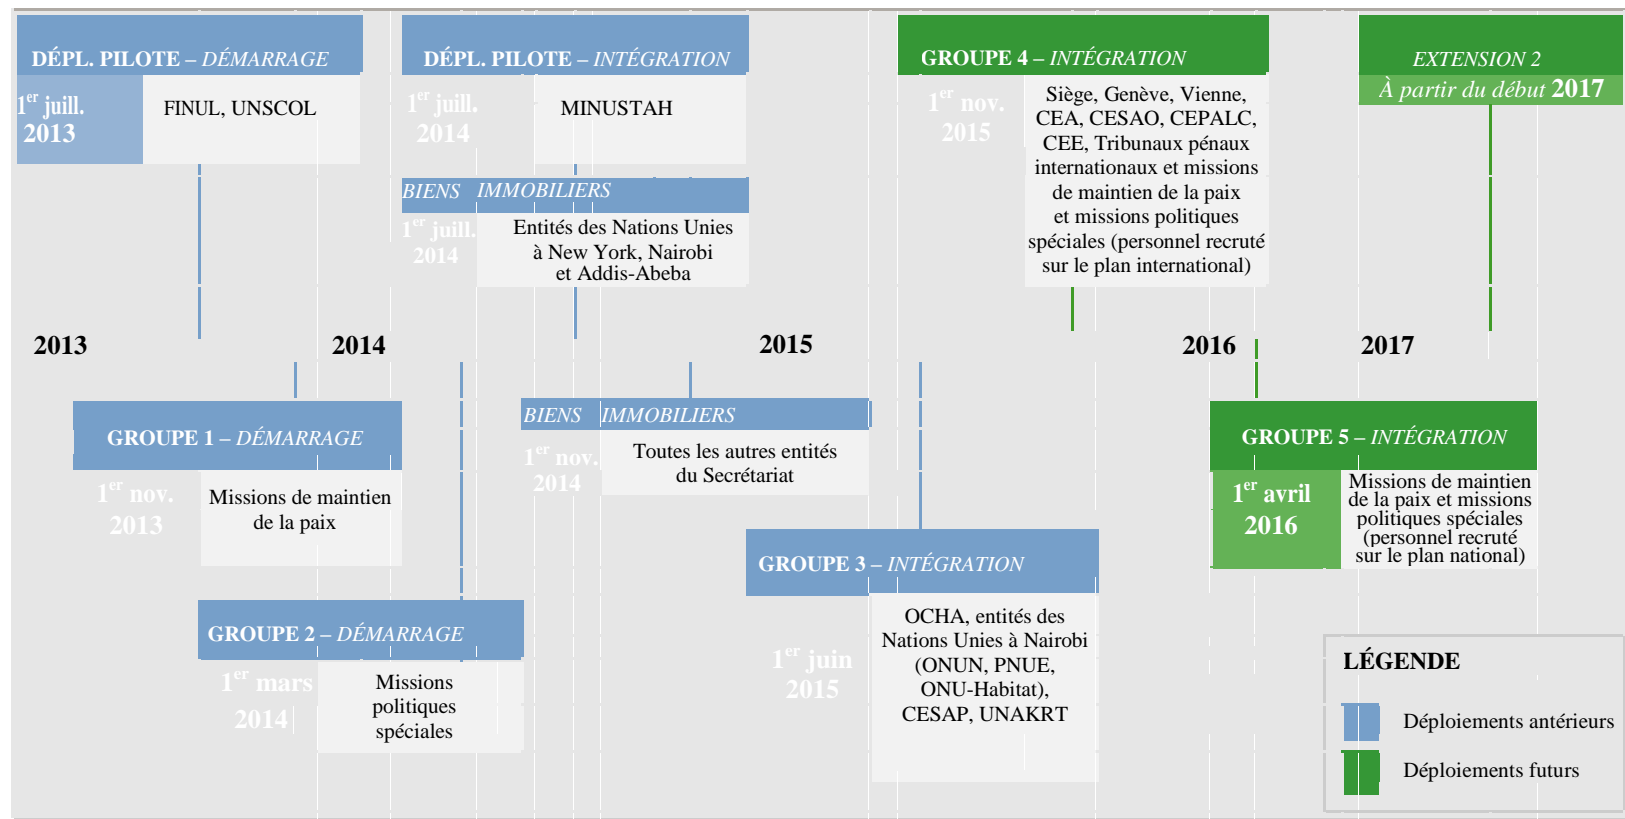 DÉPL. PILOTE – DÉMARRAGE
1er juill.
2013
FINUL, UNSCOL
DÉPL. PILOTE – INTÉGRATION
1er juill.
2014
MINUSTAH
BIENS IMMOBILIERS
1er juill.
2014
Entités des Nations Unies
à New York, Nairobi
et Addis-Abeba
GROUPE 4 – INTÉGRATION
1er nov.
2015
Siège, Genève, Vienne,
CEA, CESAO, CEPALC,
CEE, Tribunaux pénaux
internationaux et missions
de maintien de la paix
et missions politiques
spéciales (personnel recruté
sur le plan international)
EXTENSION 2
À partir du début 2017
2013
2014
2015
2016
2017
GROUPE 1 – DÉMARRAGE
1er nov.
2013
Missions de maintien
de la paix
GROUPE 2 – DÉMARRAGE
1er mars
2014
Missions
politiques
spéciales
BIENS IMMOBILIERS
1er nov.
2014
Toutes les autres entités
du Secrétariat
GROUPE 3 – INTÉGRATION
1er juin
2015
OCHA, entités des
Nations Unies à Nairobi
(ONUN, PNUE,
ONU-Habitat),
CESAP, UNAKRT
GROUPE 5 – INTÉGRATION
1er avril
2016
Missions de maintien
de la paix et missions
politiques spéciales
(personnel recruté
sur le plan national)
LÉGENDE
Déploiements antérieurs
Déploiements futurs